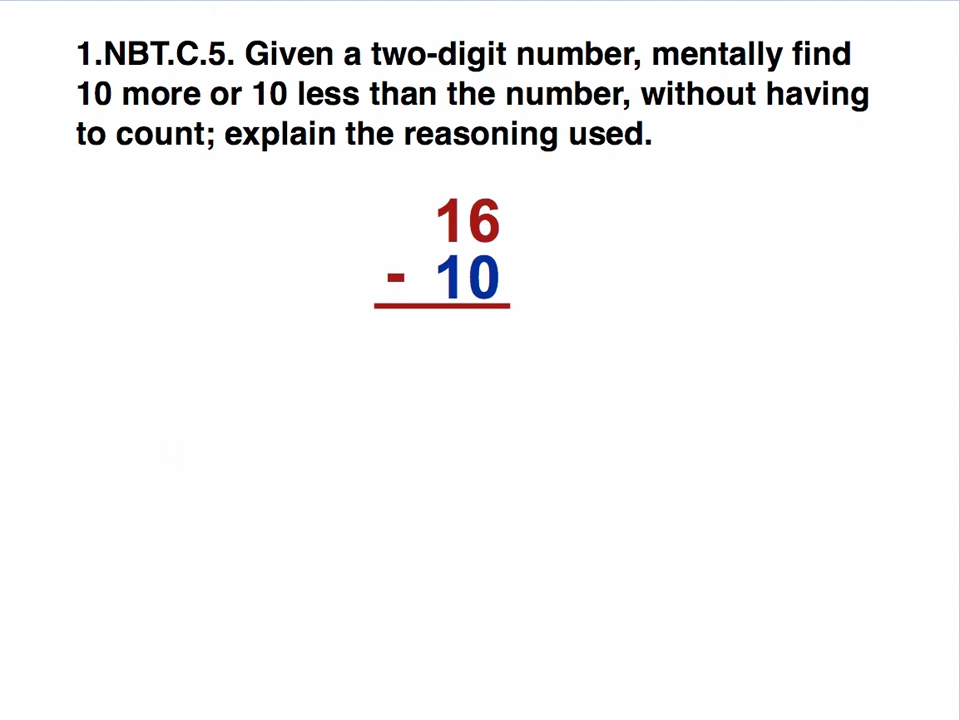 1.NBT.C.5. Given a two-digit number, mentally find
10 more or 10 less than the number, without having
to count; explain the reasoning used.
16
- 10